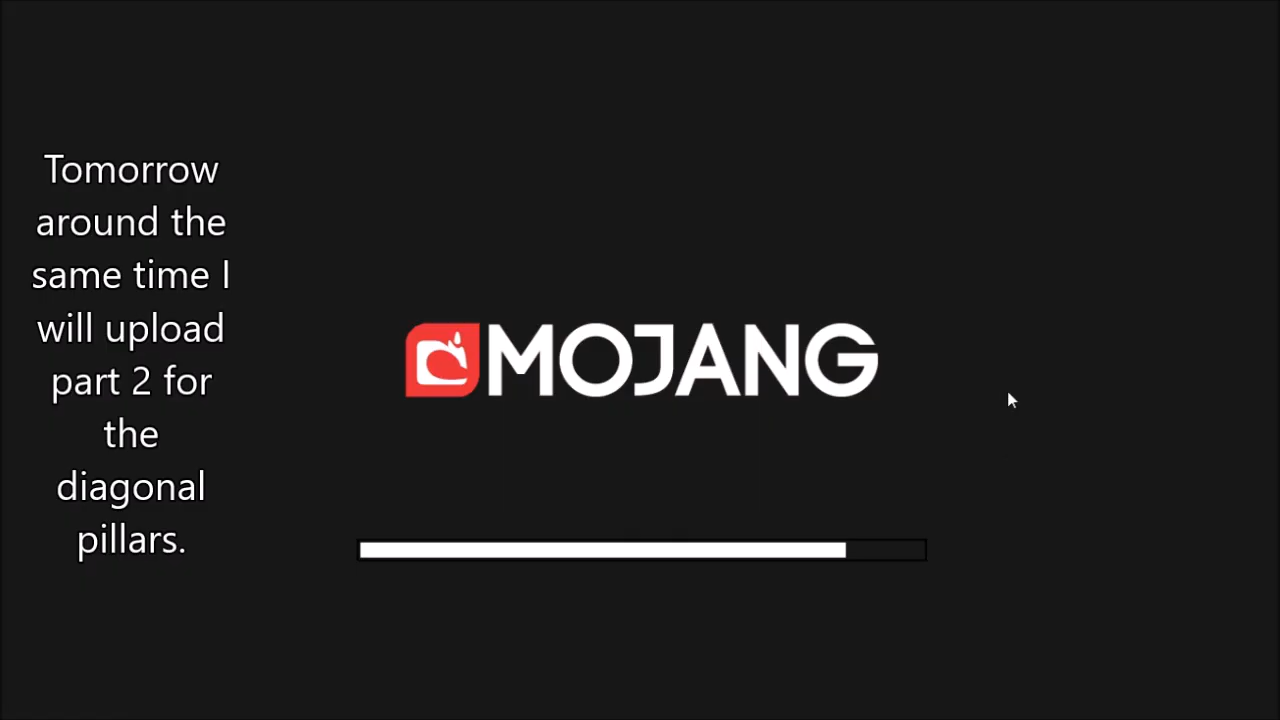 Tomorrow
around the
same time I
will upload
part 2 for
the
diagonal
pillars.
MOJANG